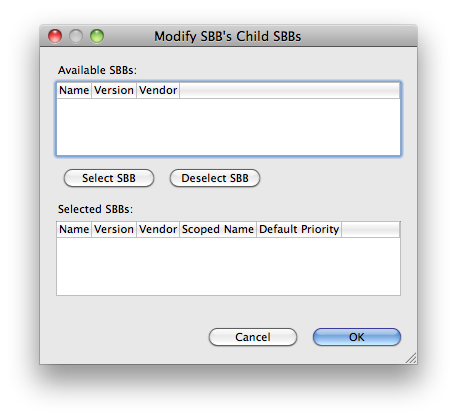 Modify SBB's Child SBBs
Available SBBs:
Name Version Vendor
Select SBB Deselect SBB
Selected SBBs:
Name Version Vendor Scoped Name Default Priority
Cancel OK